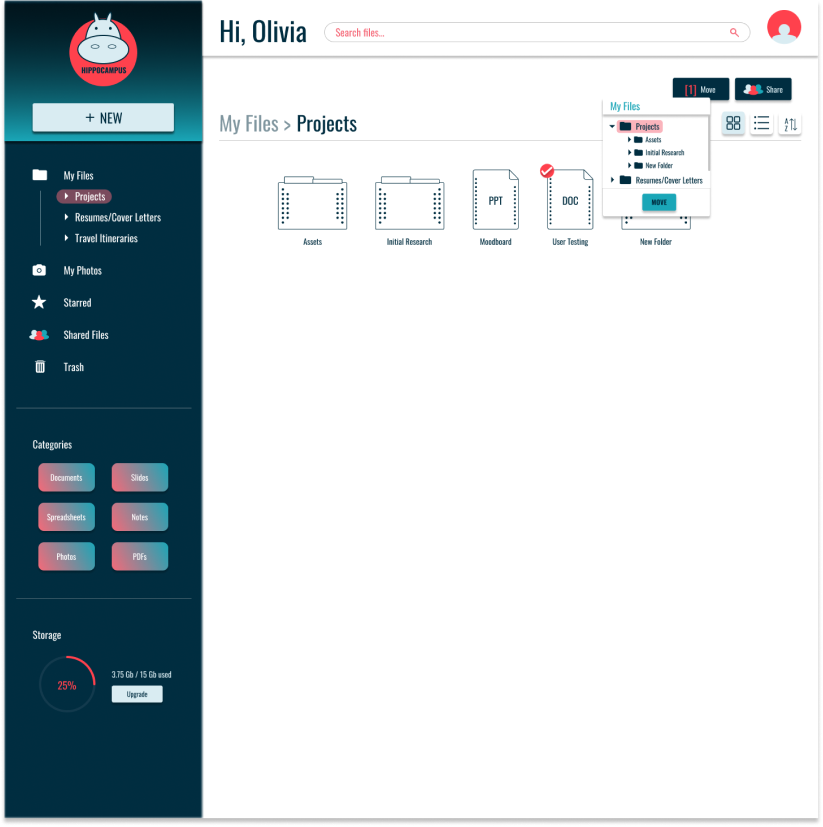 HIPPOCAMPUS
Hi, Olivia
Search files...
+ NEW
[1] Move
Share
My Files > Projects
My Files
Projects
Assets
Initial Research
New Folder
Resumes/Cover Letters
MOVE
A
Z
My Files
Projects
Resumes/Cover Letters
Travel Itineraries
My Photos
Starred
Shared Files
Trash
PPT
DOC
Assets
Initial Research
Moodboard
User Testing
New Folder
Categories
Documents
Slides
Spreadsheets
Notes
Photos
PDFs
Storage
25%
3.75 Gb / 15 Gb used
Upgrade